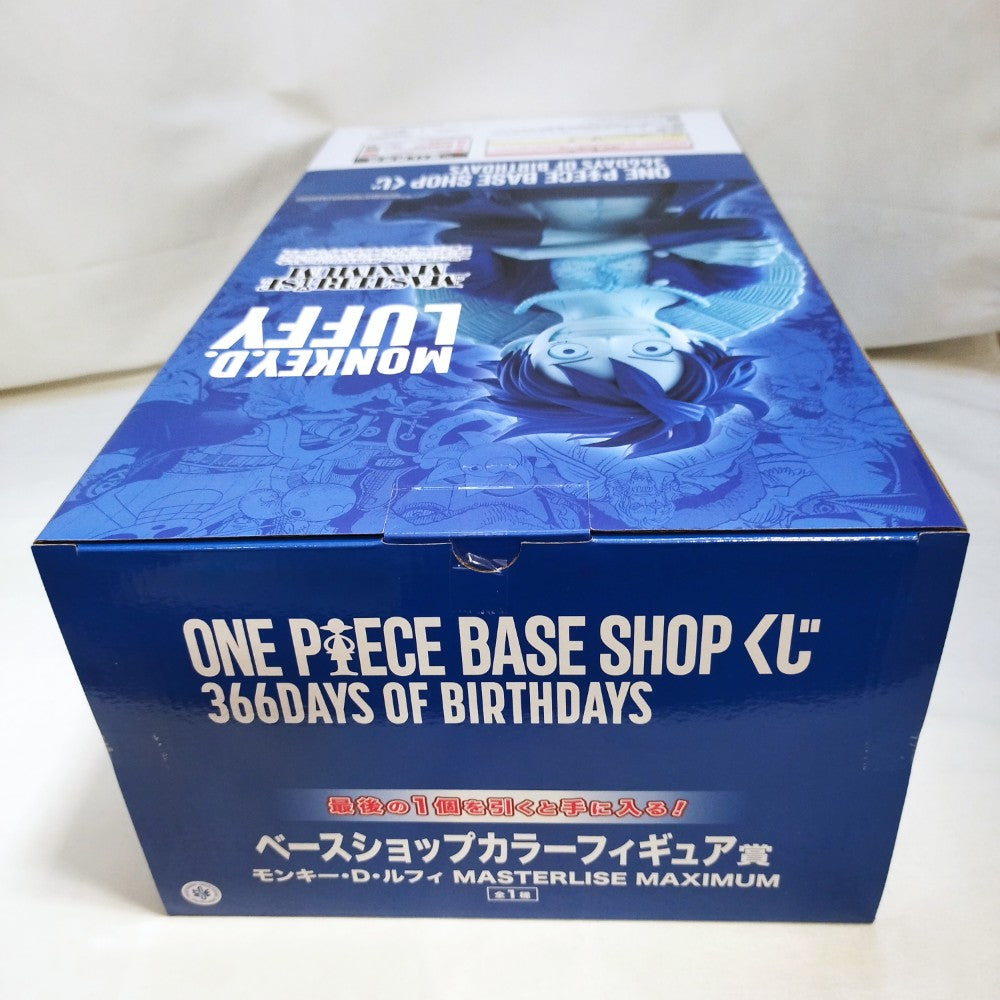 ONE PIECE BASE SHOP くじ
366DAYS OF BIRTHDAYS
MASTERLISE
MAXIMUM
MONKEY.D.
LUFFY
ONE PIECE BASE SHOP くじ
366DAYS OF BIRTHDAYS
最後の1個を引くと手に入る!
ベースショップカラーフィギュア賞
モンキー・D・ルフィ MASTERLISE MAXIMUM
全1種